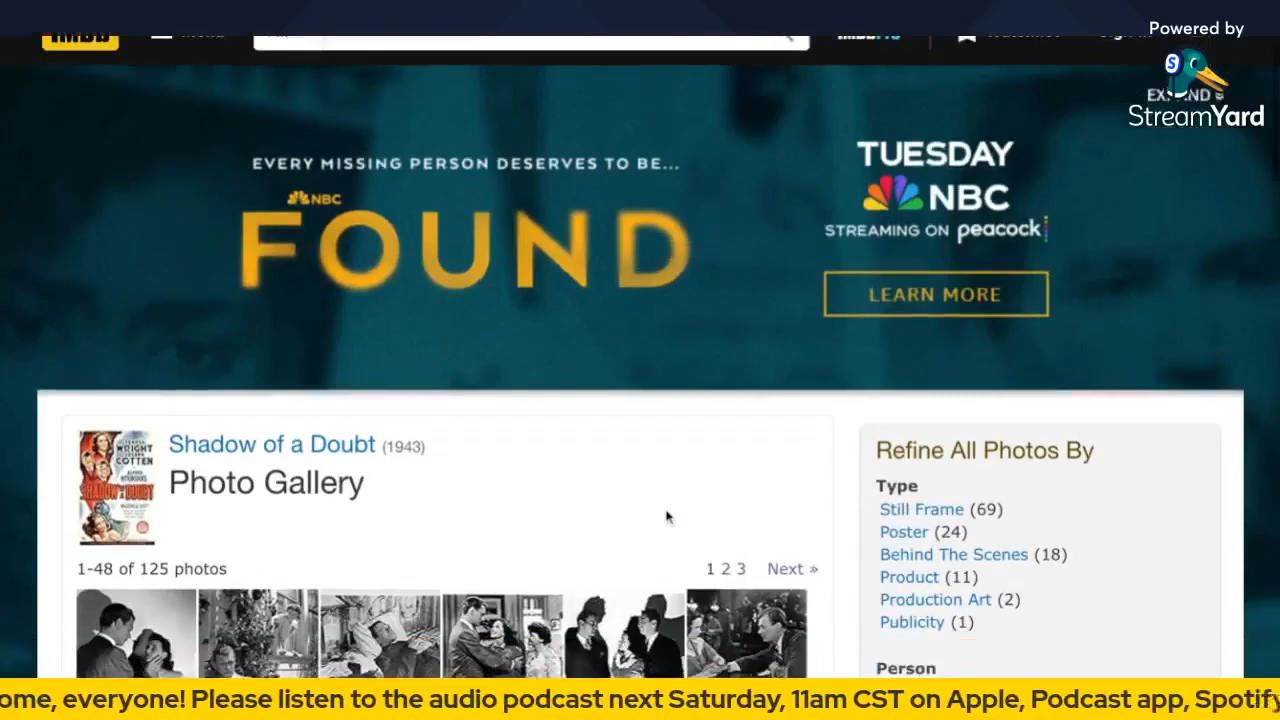 Powered by
StreamYard
EVERY MISSING PERSON DESERVES TO BE...
NBC
FOUND
TUESDAY
NBC
STREAMING ON peacock
LEARN MORE
Shadow of a Doubt (1943)
Photo Gallery
1-48 of 125 photos
1 2 3 Next »
WRIGHT
COTTEN
Refine All Photos By
Type
Still Frame (69)
Poster (24)
Behind The Scenes (18)
Product (11)
Production Art (2)
Publicity (1)
Person
ome, everyone! Please listen to the audio podcast next Saturday, 11am CST on Apple, Podcast app, Spotify